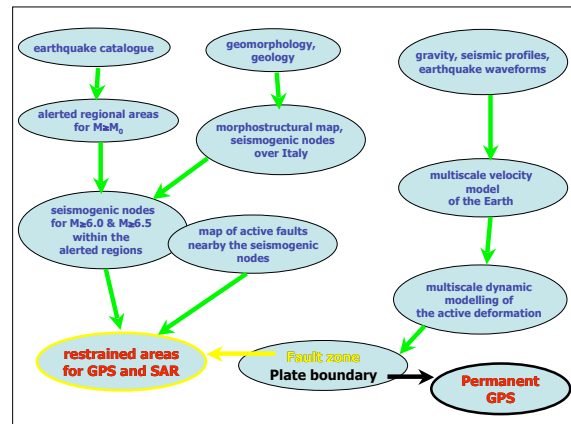 earthquake catalogue
geomorphology,
geology
gravity, seismic profiles,
earthquake waveforms
alerted regional areas
for M≥M₀
morphostructural map,
seismogenic nodes
over Italy
multiscale velocity
model
of the Earth
seismogenic nodes
for M≥6.0 & M≥6.5
within the
alerted regions
map of active faults
nearby the seismogenic
nodes
multiscale dynamic
modelling of
the active deformation
restrained areas
for GPS and SAR
Fault zone
Plate boundary
Permanent
GPS